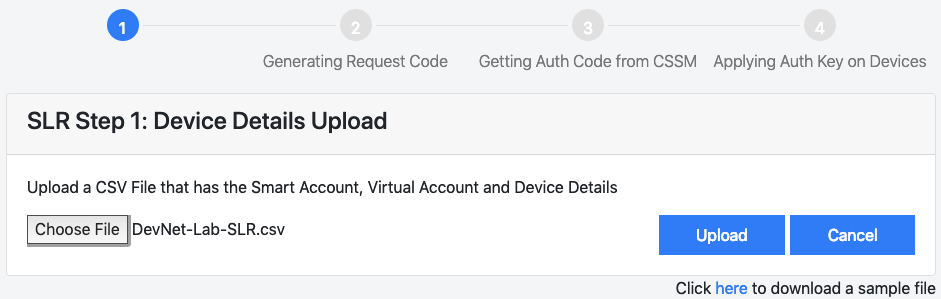 1 2 3 4
Generating Request Code Getting Auth Code from CSSM Applying Auth Key on Devices
SLR Step 1: Device Details Upload
Upload a CSV File that has the Smart Account, Virtual Account and Device Details
Choose File DevNet-Lab-SLR.csv Upload Cancel
Click here to download a sample file